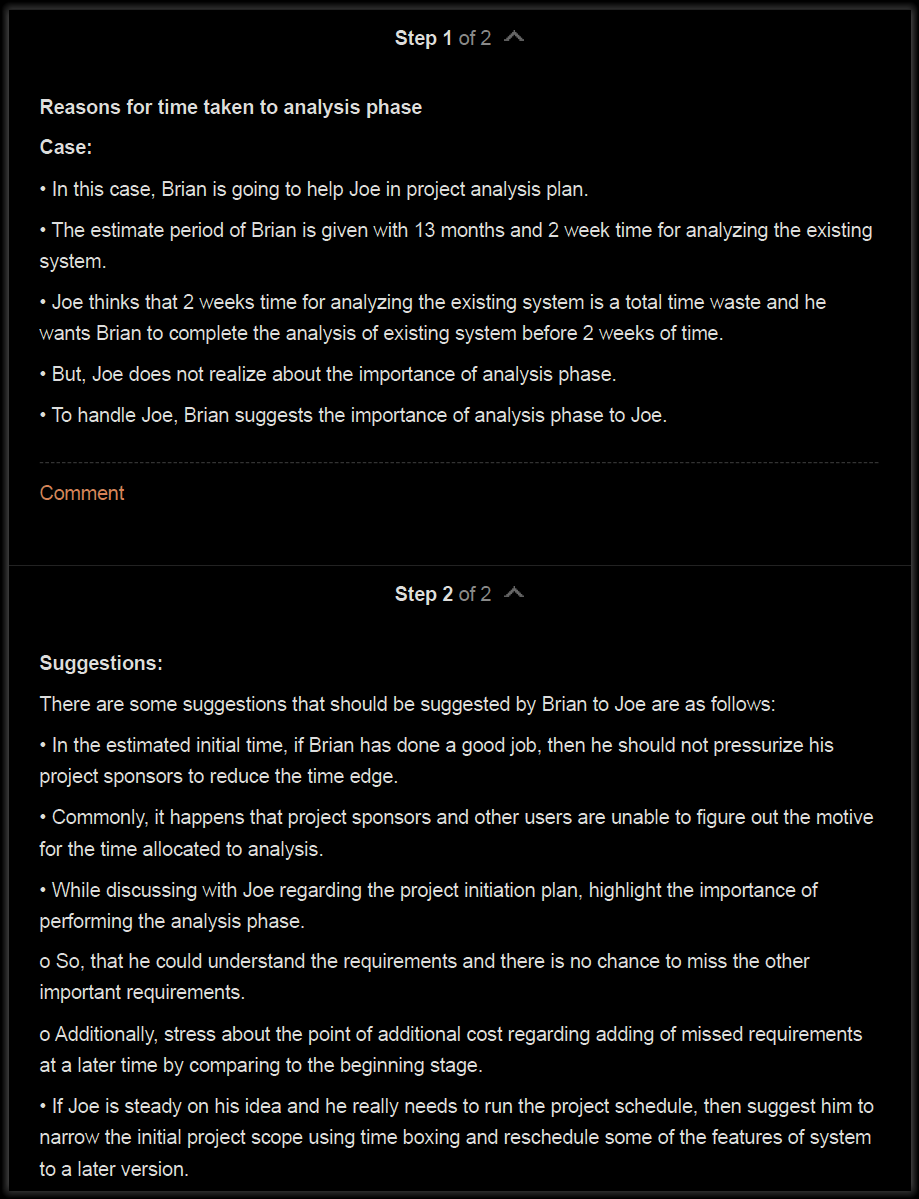 Step 1 of 2
Reasons for time taken to analysis phase
Case:
• In this case, Brian is going to help Joe in project analysis plan.
• The estimate period of Brian is given with 13 months and 2 week time for analyzing the existing
system.
• Joe thinks that 2 weeks time for analyzing the existing system is a total time waste and he
wants Brian to complete the analysis of existing system before 2 weeks of time.
• But, Joe does not realize about the importance of analysis phase.
• To handle Joe, Brian suggests the importance of analysis phase to Joe.
Comment
Step 2 of 2
Suggestions:
There are some suggestions that should be suggested by Brian to Joe are as follows:
• In the estimated initial time, if Brian has done a good job, then he should not pressurize his
project sponsors to reduce the time edge.
• Commonly, it happens that project sponsors and other users are unable to figure out the motive
for the time allocated to analysis.
• While discussing with Joe regarding the project initiation plan, highlight the importance of
performing the analysis phase.
o So, that he could understand the requirements and there is no chance to miss the other
important requirements.
o Additionally, stress about the point of additional cost regarding adding of missed requirements
at a later time by comparing to the beginning stage.
• If Joe is steady on his idea and he really needs to run the project schedule, then suggest him to
narrow the initial project scope using time boxing and reschedule some of the features of system
to a later version.